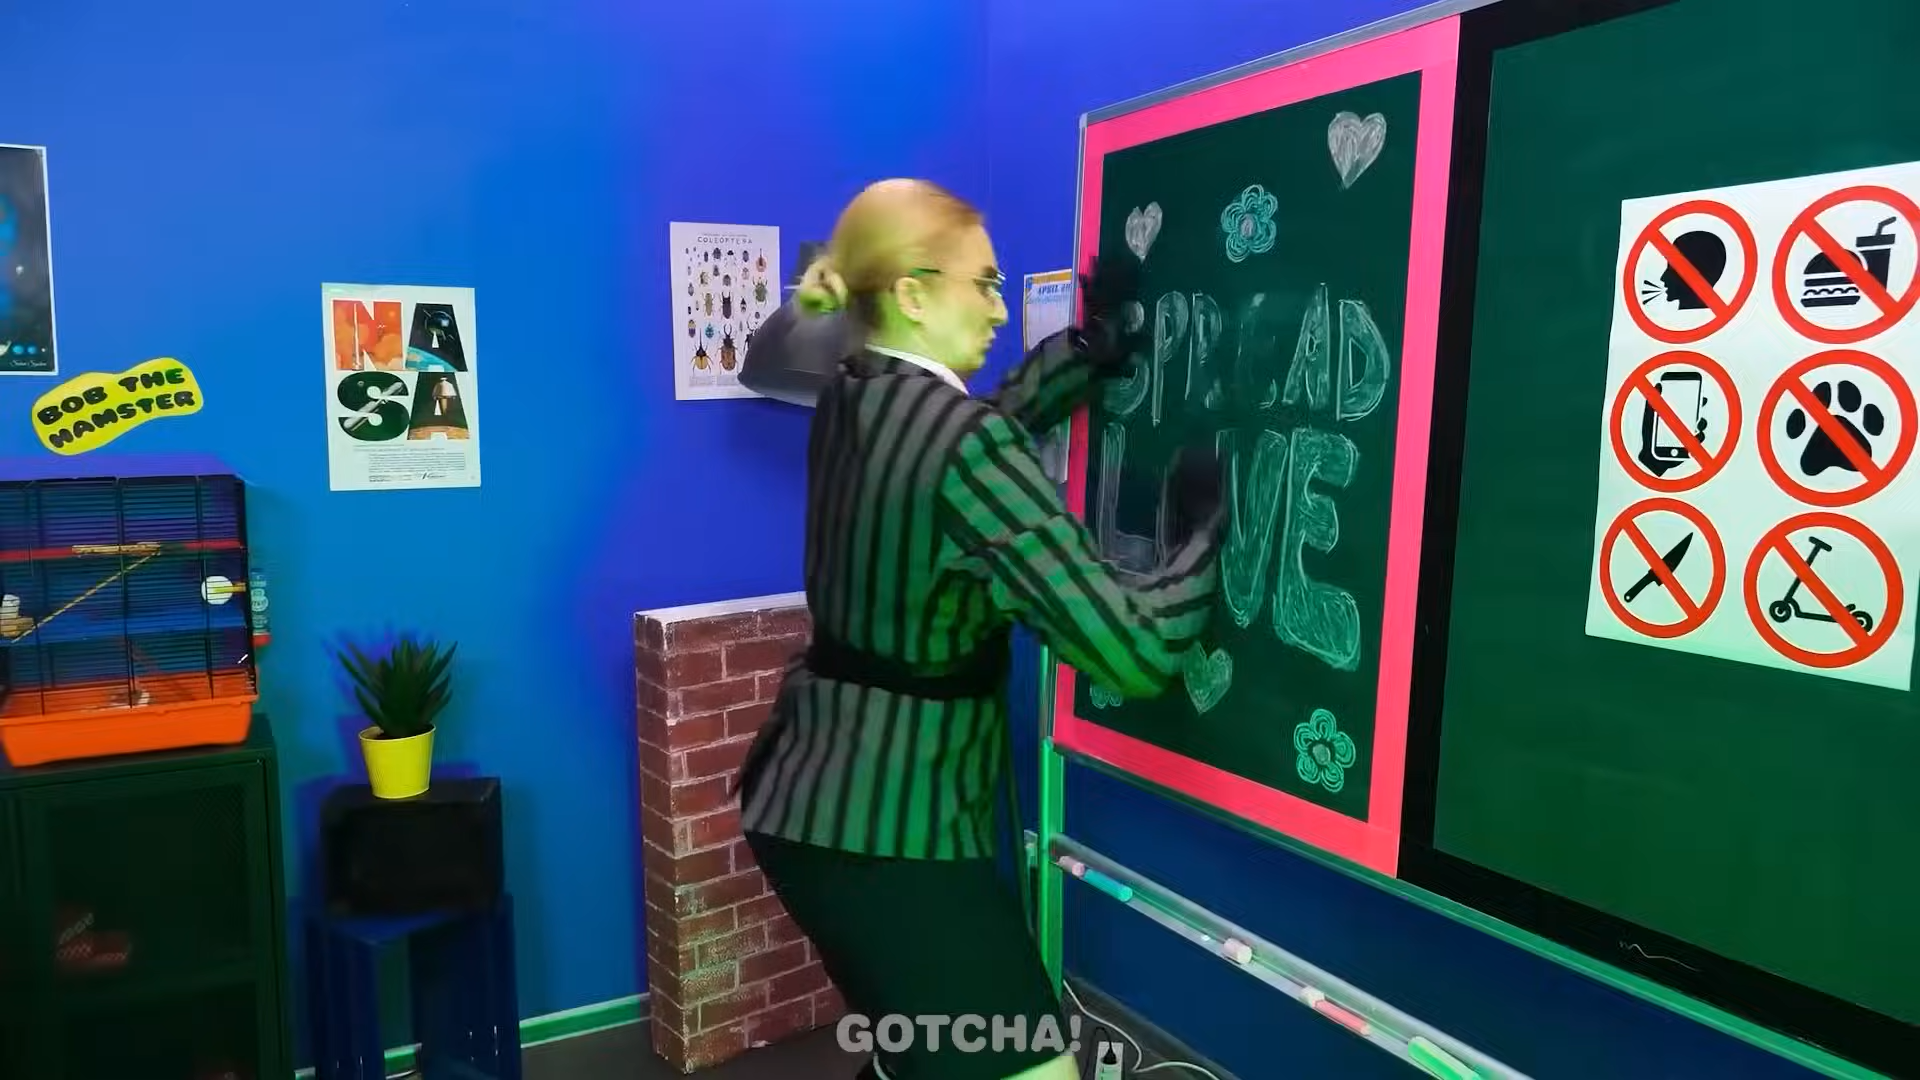 BOB THE
HAMSTER
NA
SA
COLEOPTERA
SPREAD
LOVE
GOTCHA!